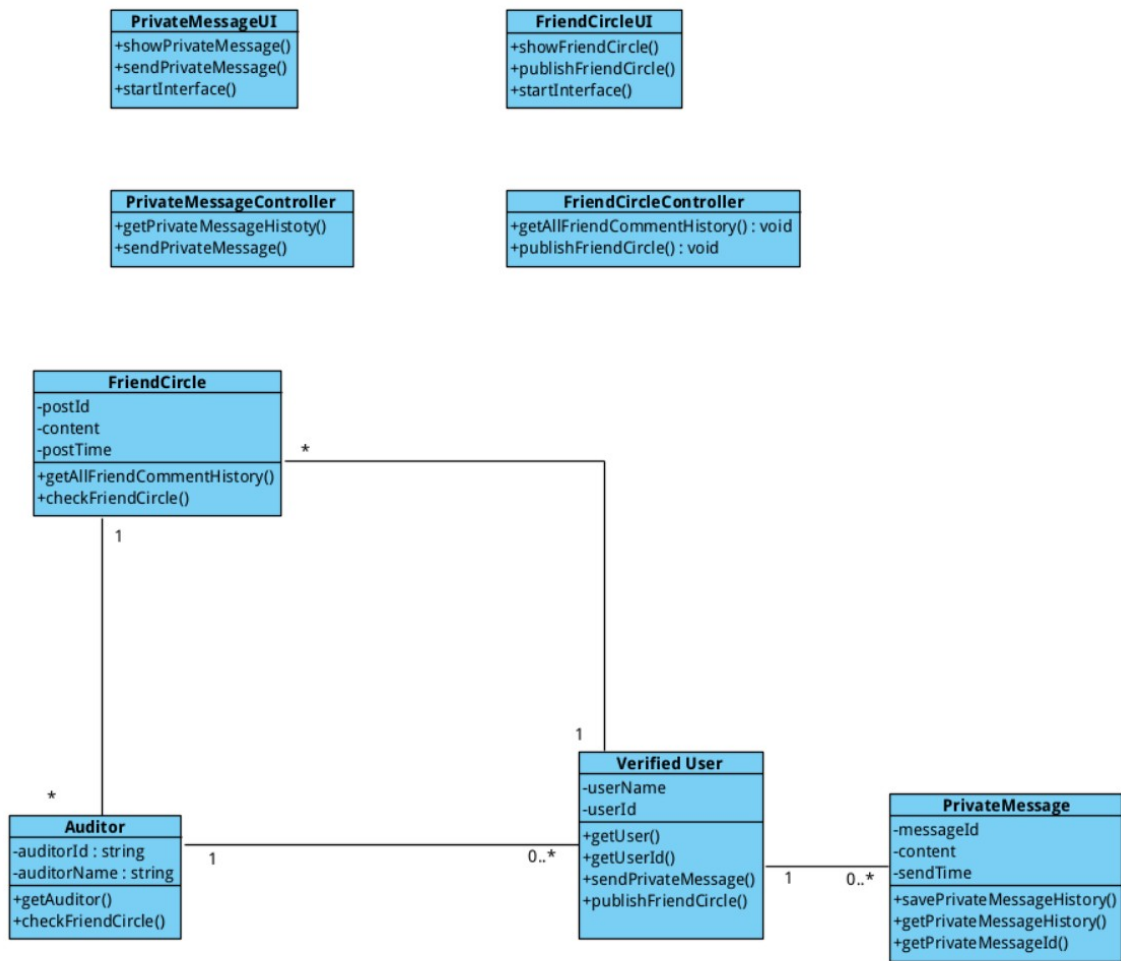 PrivateMessageUI
+showPrivateMessage()
+sendPrivateMessage()
+startInterface()
FriendCircleUI
+showFriendCircle()
+publishFriendCircle()
+startInterface()
PrivateMessageController
+getPrivateMessageHistoty()
+sendPrivateMessage()
FriendCircleController
+getAllFriendCommentHistory() : void
+publishFriendCircle() : void
FriendCircle
-postId
-content
-postTime
+getAllFriendCommentHistory()
+checkFriendCircle()
*
1
1
*
Auditor
-auditorId : string
-auditorName : string
+getAuditor()
+checkFriendCircle()
1
0..*
Verified User
-userName
-userId
+getUser()
+getUserId()
+sendPrivateMessage()
+publishFriendCircle()
1
0..*
PrivateMessage
-messageId
-content
-sendTime
+savePrivateMessageHistory()
+getPrivateMessageHistory()
+getPrivateMessageId()